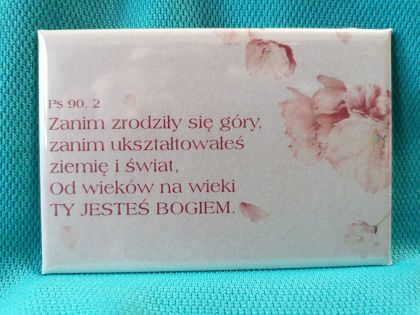 Ps 90, 2
Zanim zrodziły się góry,
zanim ukształtowałeś
ziemię i świat,
Od wieków na wieki
TY JESTEŚ BOGIEM.